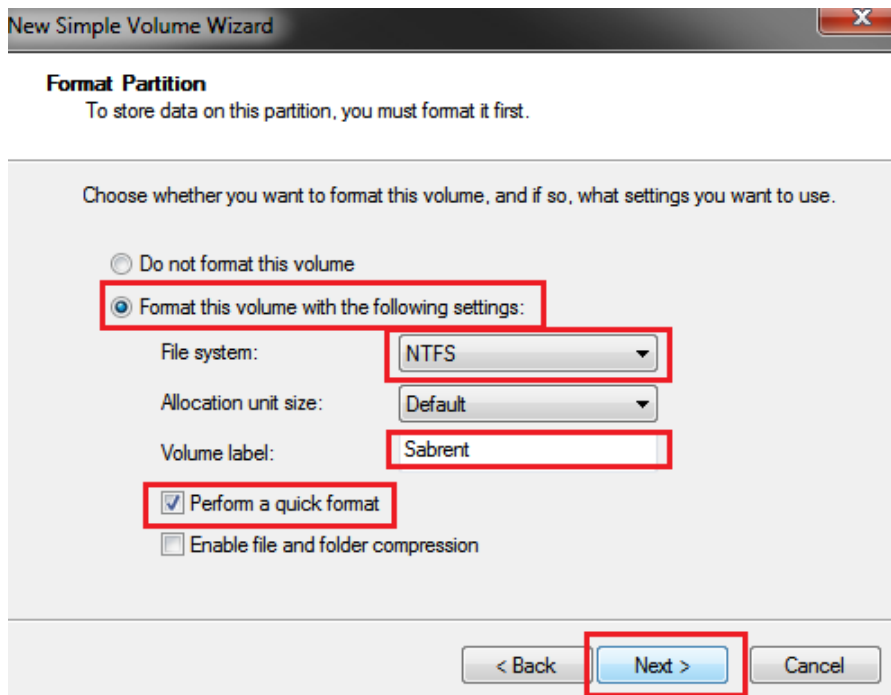 New Simple Volume Wizard
x
Format Partition
To store data on this partition, you must format it first.
Choose whether you want to format this volume, and if so, what settings you want to use.
Do not format this volume
Format this volume with the following settings:
File system: NTFS
Allocation unit size: Default
Volume label: Sabrent
Perform a quick format
Enable file and folder compression
< Back Next > Cancel